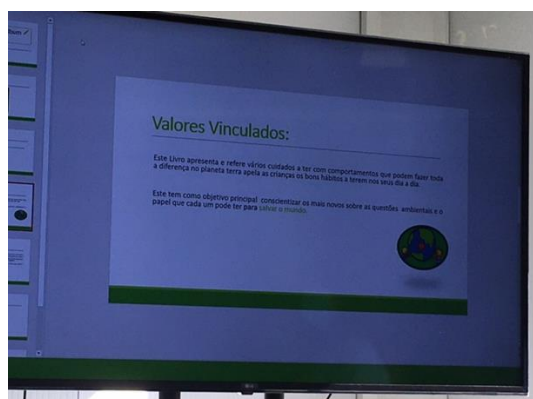 Valores Vinculados:
Este Livro apresenta e refere vários cuidados a ter com comportamentos que podem fazer toda
a diferença no planeta terra apela as crianças os bons hábitos a terem nos seus dia a dia.
Este tem como objetivo principal conscientizar os mais novos sobre as questões ambientais e o
papel que cada um pode ter para salvar o mundo.